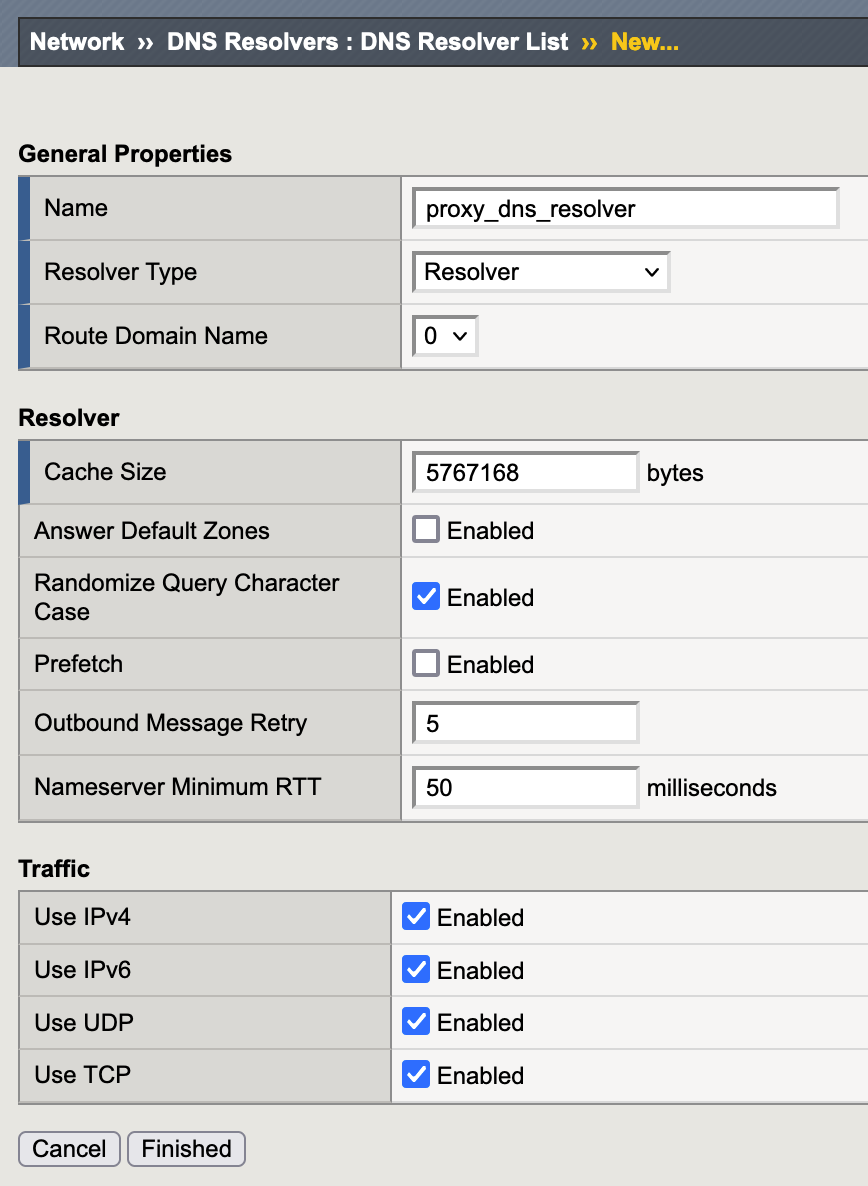 Network ›› DNS Resolvers : DNS Resolver List ›› New...
General Properties
Name proxy_dns_resolver
Resolver Type Resolver
Route Domain Name 0
Resolver
Cache Size 5767168 bytes
Answer Default Zones Enabled
Randomize Query Character
Case Enabled
Prefetch Enabled
Outbound Message Retry 5
Nameserver Minimum RTT 50 milliseconds
Traffic
Use IPv4 Enabled
Use IPv6 Enabled
Use UDP Enabled
Use TCP Enabled
Cancel Finished